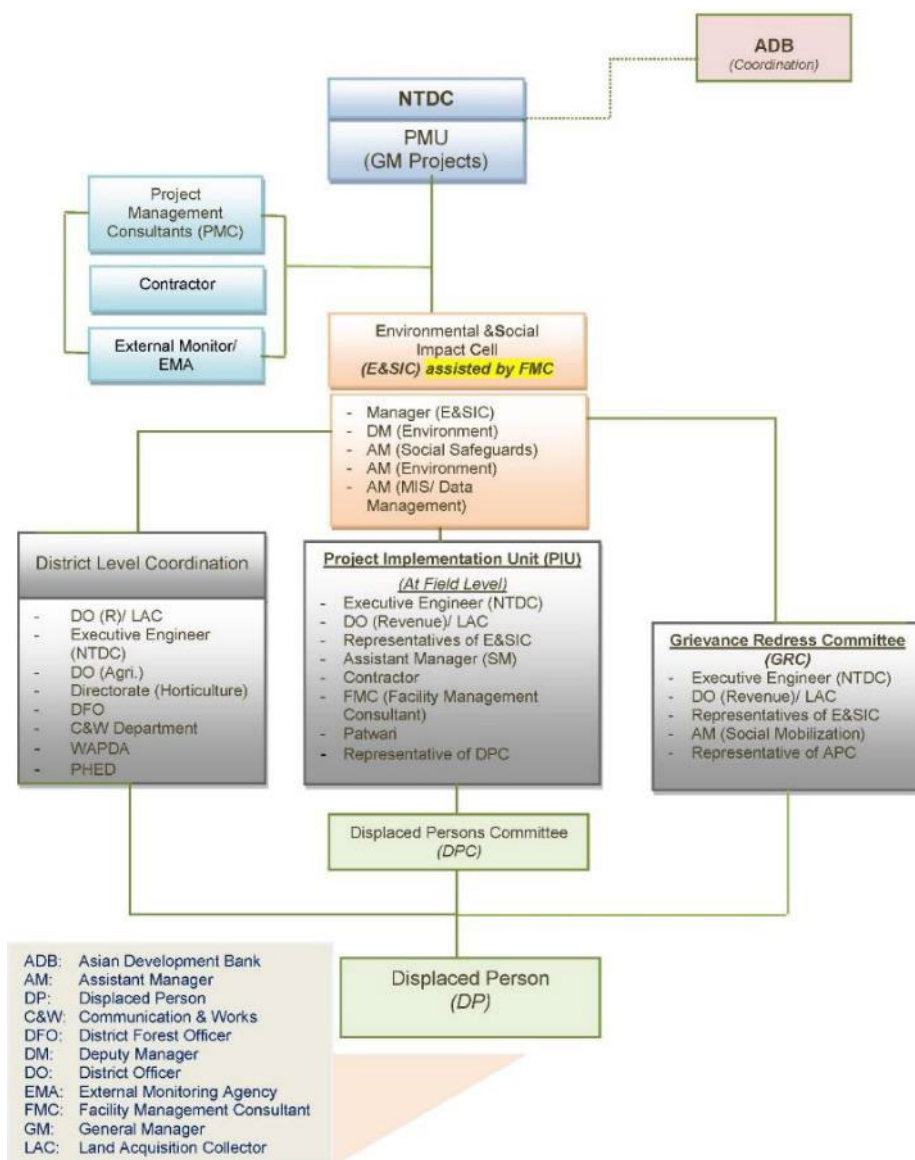 ADB
(Coordination)
NTDC
PMU
(GM Projects)
Project
Management
Consultants (PMC)
Contractor
External Monitor/
EMA
Environmental &Social
Impact Cell
(E&SIC) assisted by FMC
- Manager (E&SIC)
- DM (Environment)
- AM (Social Safeguards)
- AM (Environment)
- AM (MIS/ Data
Management)
District Level Coordination
- DO (R)/ LAC
- Executive Engineer
(NTDC)
- DO (Agri.)
- Directorate (Horticulture)
- DFO
- C&W Department
- WAPDA
- PHED
Project Implementation Unit (PIU)
(At Field Level)
- Executive Engineer (NTDC)
- DO (Revenue)/ LAC
- Representatives of E&SIC
- Assistant Manager (SM)
- Contractor
- FMC (Facility Management
Consultant)
- Patwari
- Representative of DPC
Grievance Redress Committee
(GRC)
- Executive Engineer (NTDC)
- DO (Revenue)/ LAC
- Representatives of E&SIC
- AM (Social Mobilization)
- Representative of APC
Displaced Persons Committee
(DPC)
Displaced Person
(DP)
ADB: Asian Development Bank
AM: Assistant Manager
DP: Displaced Person
C&W: Communication & Works
DFO: District Forest Officer
DM: Deputy Manager
DO: District Officer
EMA: External Monitoring Agency
FMC: Facility Management Consultant
GM: General Manager
LAC: Land Acquisition Collector